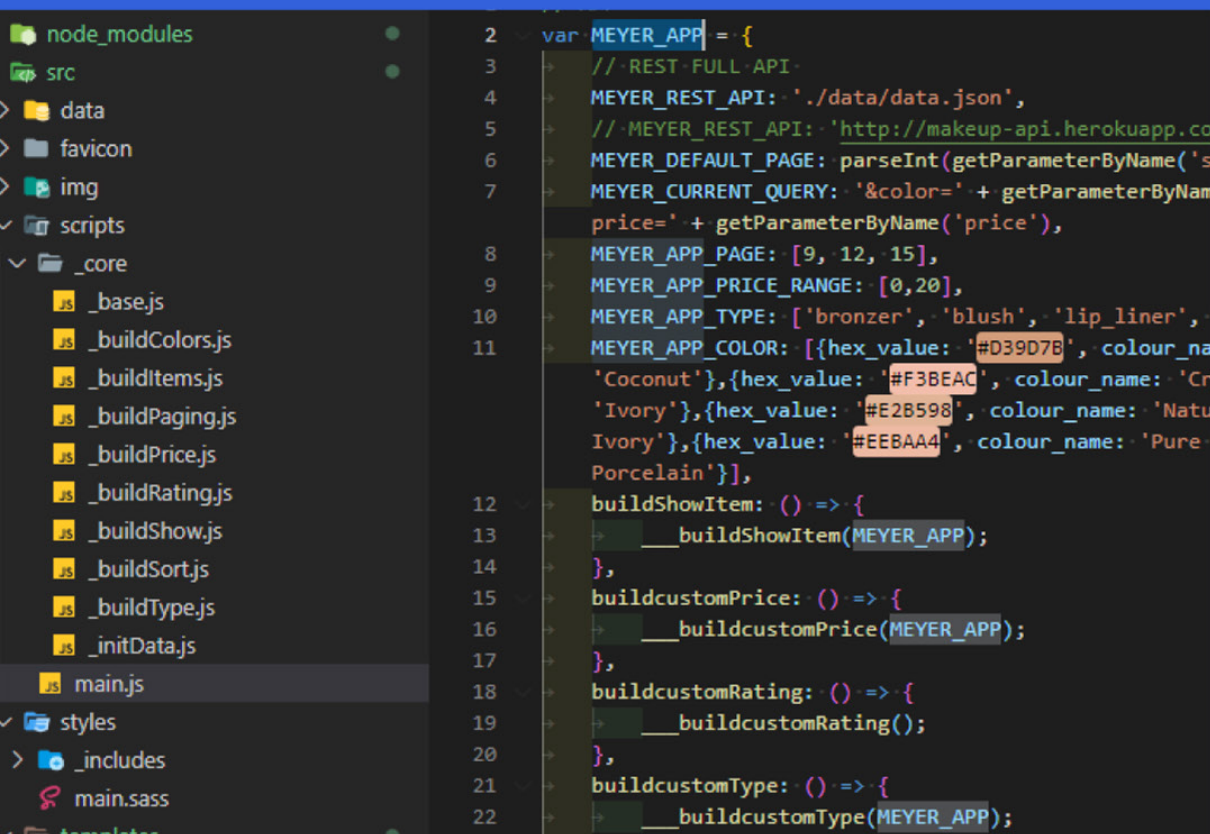 node_modules
src
data
favicon
img
scripts
_core
_base.js
_buildColors.js
_buildItems.js
_buildPaging.js
_buildPrice.js
_buildRating.js
_buildShow.js
_buildSort.js
_buildType.js
_initData.js
main.js
styles
_includes
main.sass
templates
2 var MEYER_APP = {
3 // REST FULL API
4 MEYER_REST_API: './data/data.json',
5 // MEYER_REST_API: 'http://makeup-api.herokuapp.co
6 MEYER_DEFAULT_PAGE: parseInt(getParameterByName('s
7 MEYER_CURRENT_QUERY: '&color=' + getParameterByNam
price=' + getParameterByName('price'),
8 MEYER_APP_PAGE: [9, 12, 15],
9 MEYER_APP_PRICE_RANGE: [0,20],
10 MEYER_APP_TYPE: ['bronzer', 'blush', 'lip_liner',
11 MEYER_APP_COLOR: [{hex_value: '#D39D7B', colour_na
'Coconut'},{hex_value: '#F3BEAC', colour_name: 'Cr
'Ivory'},{hex_value: '#E2B598', colour_name: 'Natu
Ivory'},{hex_value: '#EEBAA4', colour_name: 'Pure
Porcelain'}],
12 buildShowItem: () => {
13 ___buildShowItem(MEYER_APP);
14 },
15 buildcustomPrice: () => {
16 ___buildcustomPrice(MEYER_APP);
17 },
18 buildcustomRating: () => {
19 ___buildcustomRating();
20 },
21 buildcustomType: () => {
22 ___buildcustomType(MEYER_APP);